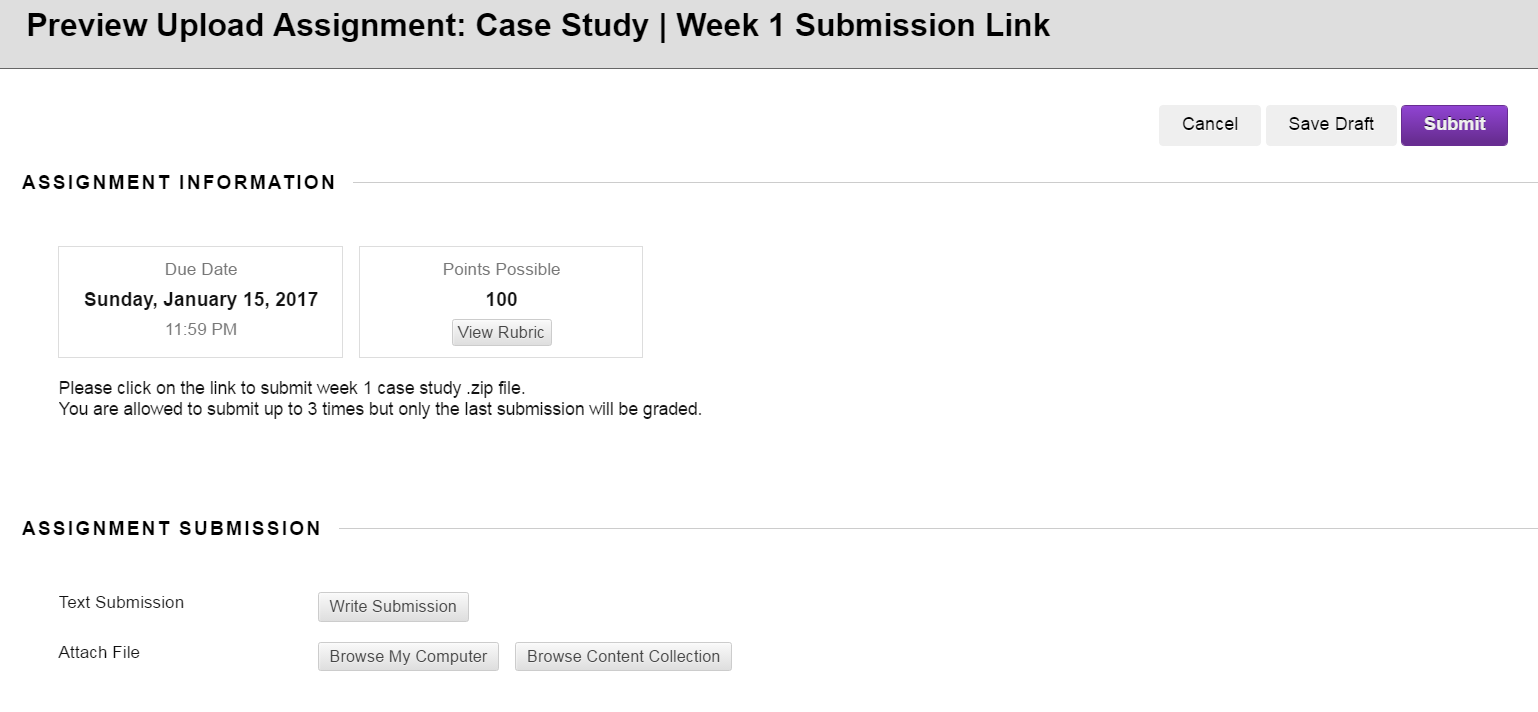 Preview Upload Assignment: Case Study | Week 1 Submission Link
Cancel Save Draft Submit
ASSIGNMENT INFORMATION
Due Date
Sunday, January 15, 2017
11:59 PM
Points Possible
100
View Rubric
Please click on the link to submit week 1 case study .zip file.
You are allowed to submit up to 3 times but only the last submission will be graded.
ASSIGNMENT SUBMISSION
Text Submission Write Submission
Attach File Browse My Computer Browse Content Collection